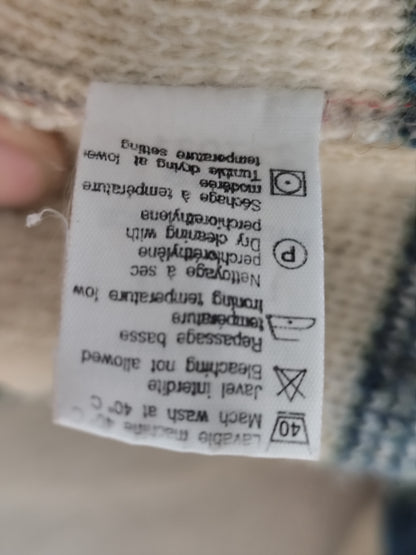 40
Lavable machine 40° C
Mach wash at 40° C
Javel interdite
Bleaching not allowed
Repassage basse
température
Ironing temperature low
P
Nettoyage à sec
perchloréthylène
Dry cleaning with
perchlorethylene
Séchage à température
modérée
Tumble drying at lower
temperature setting